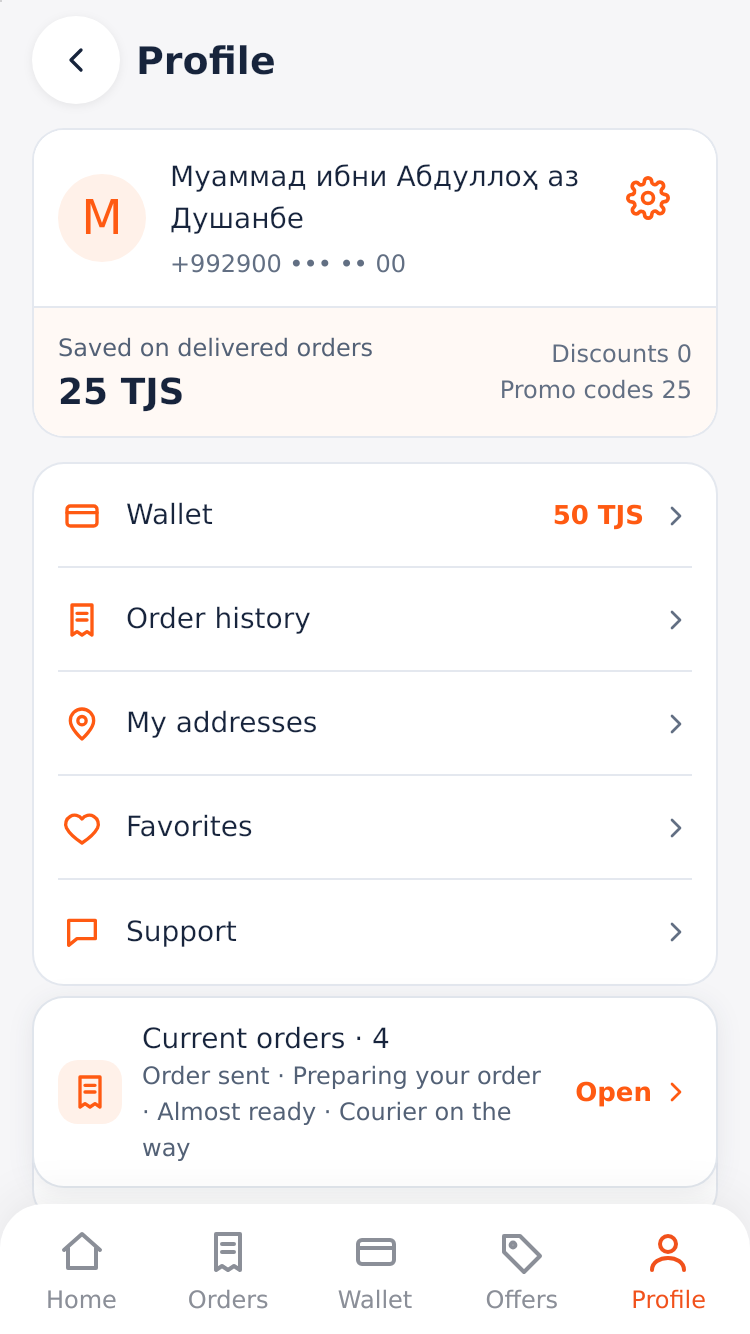 Profile
М
Муаммад ибни Абдуллоҳ аз
Душанбе
+992900 ••• •• 00
Saved on delivered orders
25 TJS
Discounts 0
Promo codes 25
Wallet
50 TJS
Order history
My addresses
Favorites
Support
Current orders · 4
Order sent · Preparing your order
· Almost ready · Courier on the
way
Open
Home
Orders
Wallet
Offers
Profile